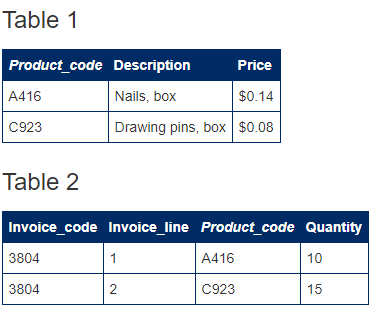 Table 1
Product_code Description Price
A416 Nails, box $0.14
C923 Drawing pins, box $0.08
Table 2
Invoice_code Invoice_line Product_code Quantity
3804 1 A416 10
3804 2 C923 15